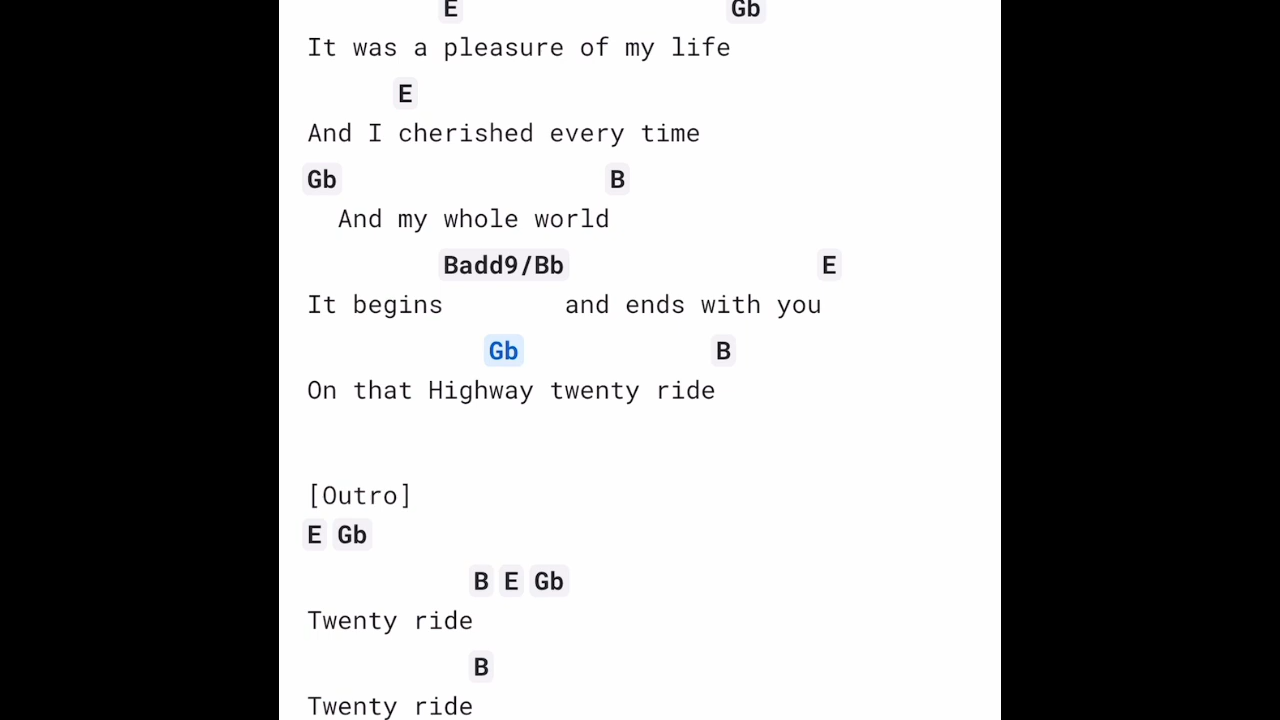 E Gb
It was a pleasure of my life
E
And I cherished every time
Gb B
And my whole world
Badd9/Bb E
It begins and ends with you
Gb B
On that Highway twenty ride
[Outro]
E Gb
B E Gb
Twenty ride
B
Twenty ride